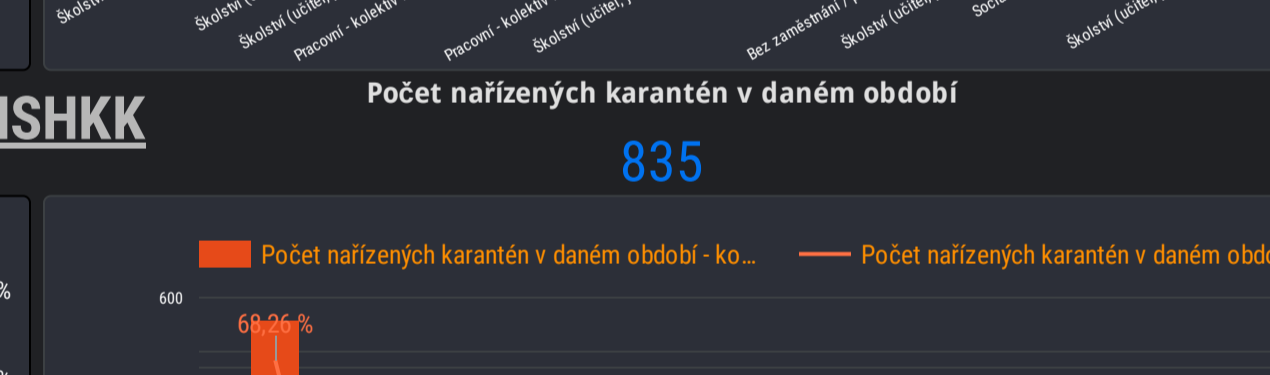 Školství (
Školství (učitel,
Pracovní - kolektiv
Pracovní - kolektiv
Školství (učitel, j
Bez zaměstnání /
Školství (učitel,
Školství (učitel,
Počet nařízených karantén v daném období
ISHKK
835
Počet nařízených karantén v daném období - ko...
Počet nařízených karantén v daném obdo
%
600
68,26 %